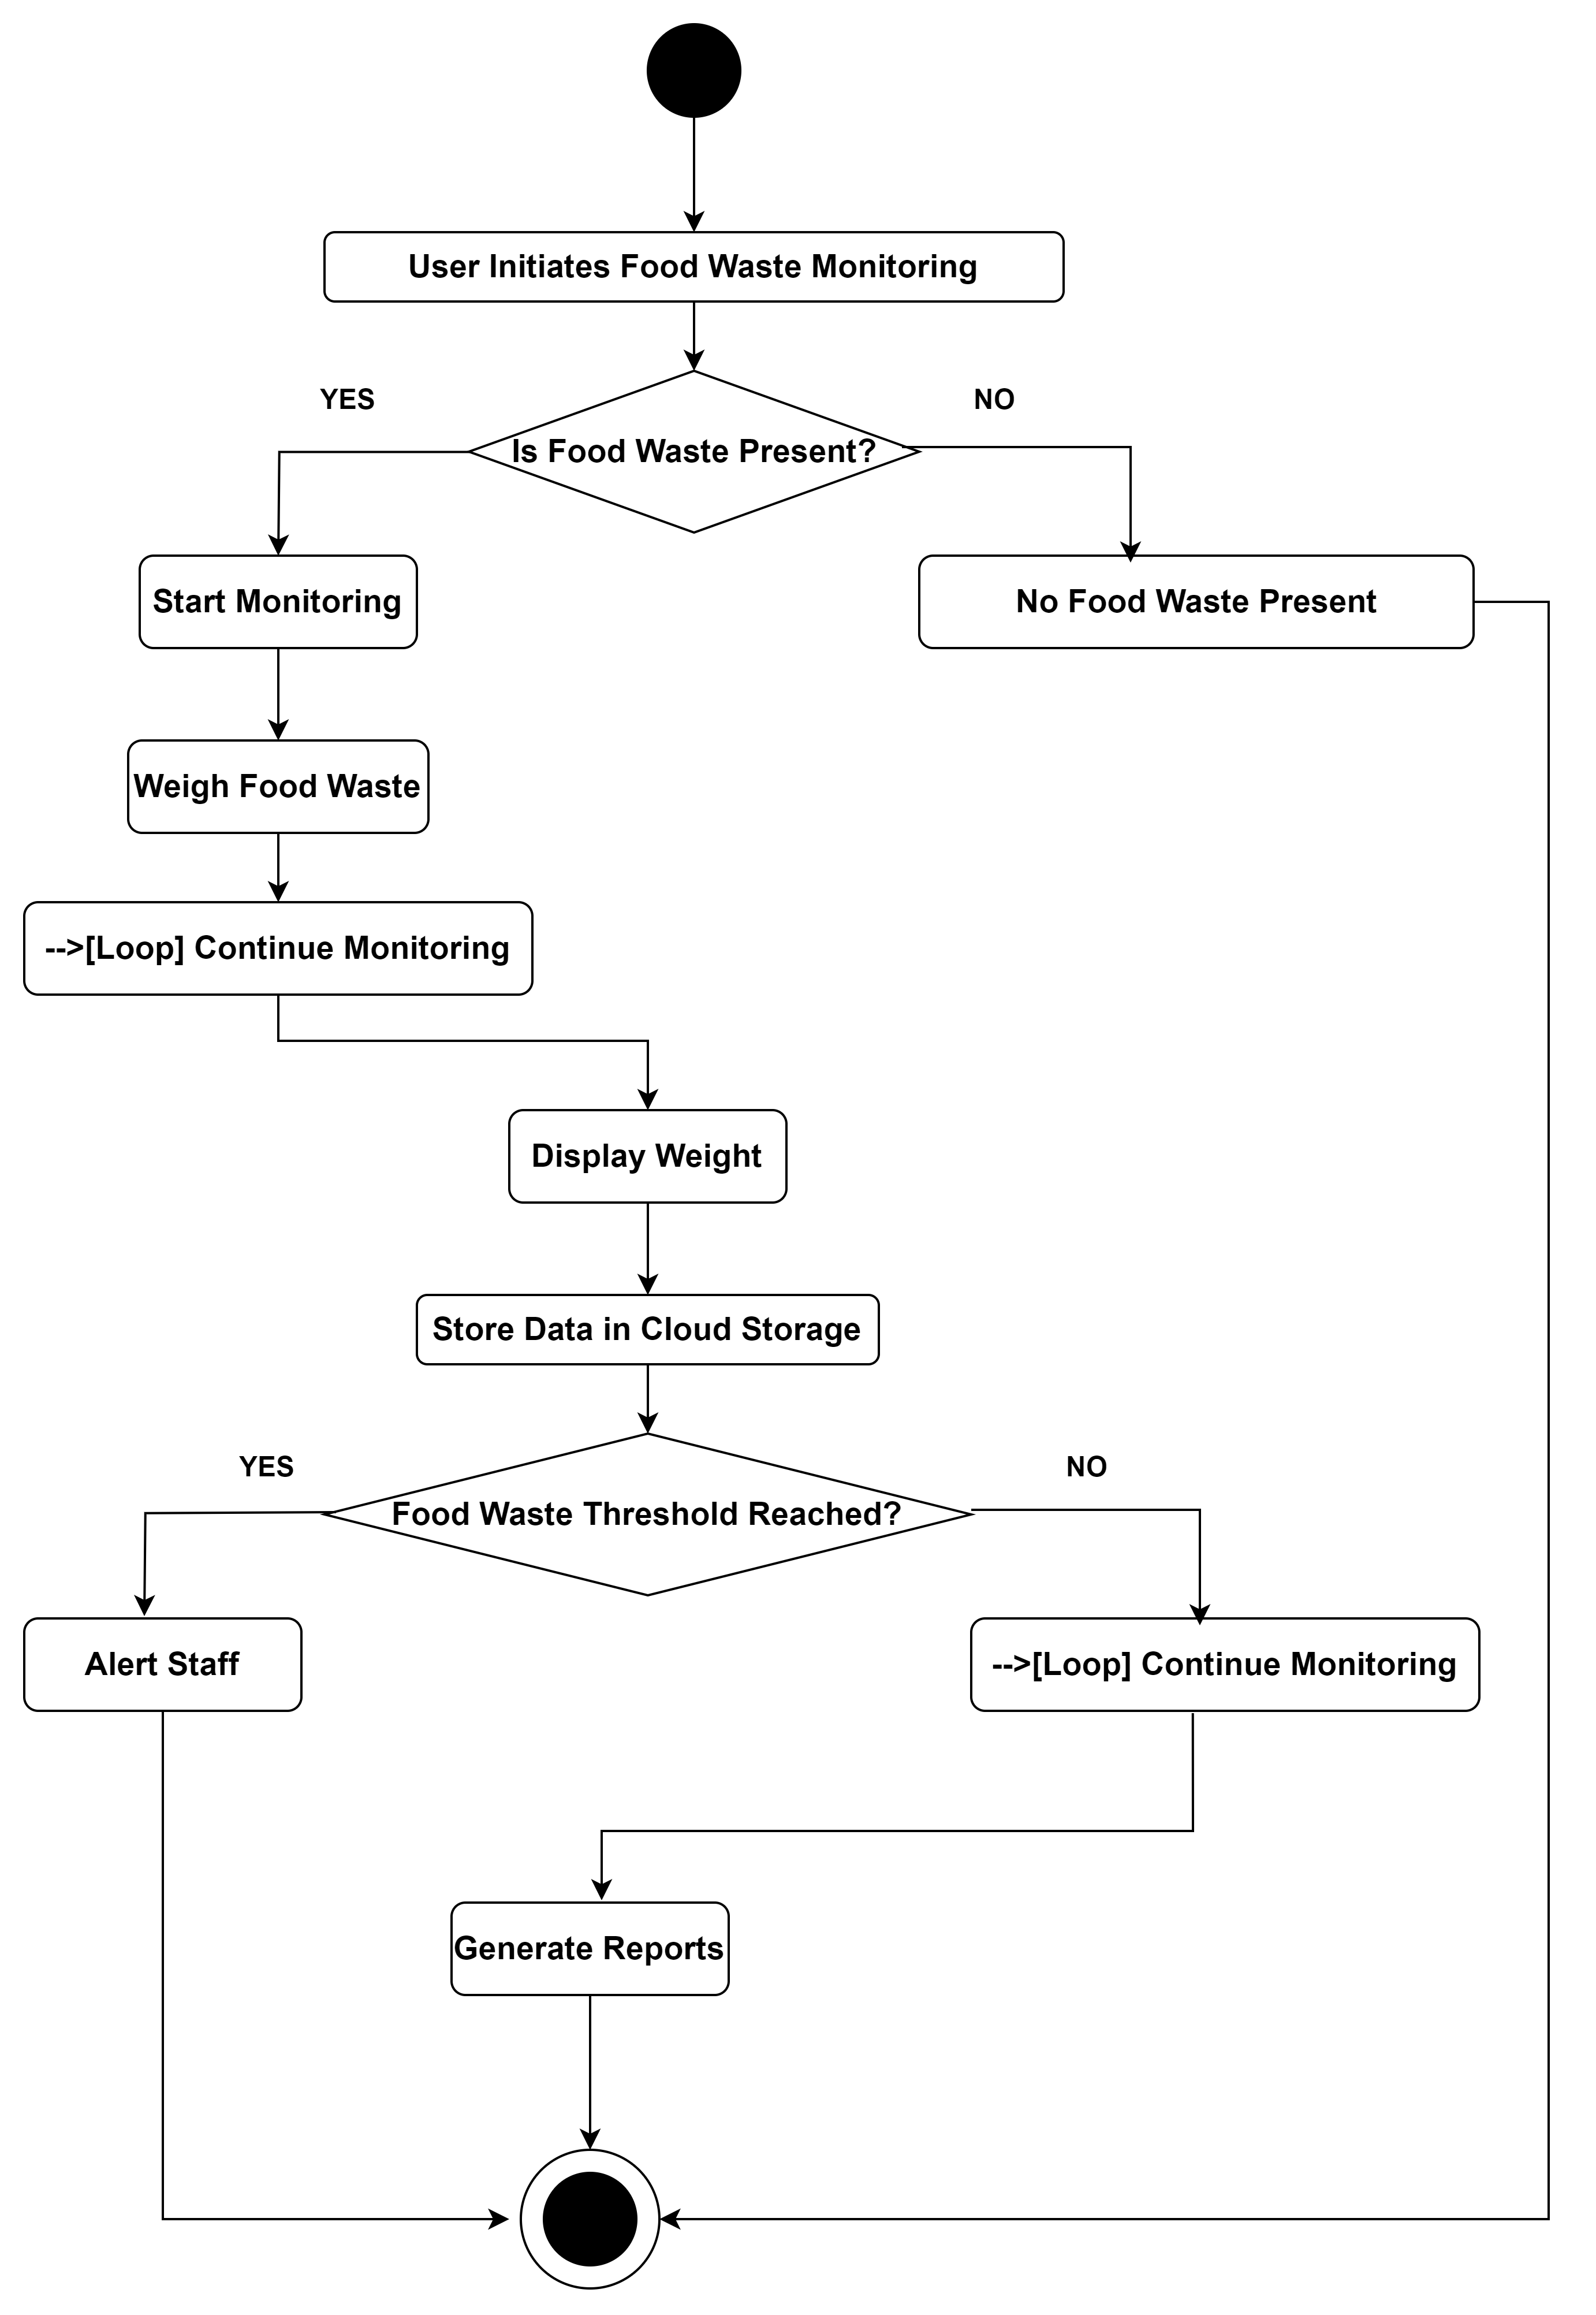 User Initiates Food Waste Monitoring
YES
NO
Is Food Waste Present?
Start Monitoring
No Food Waste Present
Weigh Food Waste
-->[Loop] Continue Monitoring
Display Weight
Store Data in Cloud Storage
YES
NO
Food Waste Threshold Reached?
Alert Staff
-->[Loop] Continue Monitoring
Generate Reports